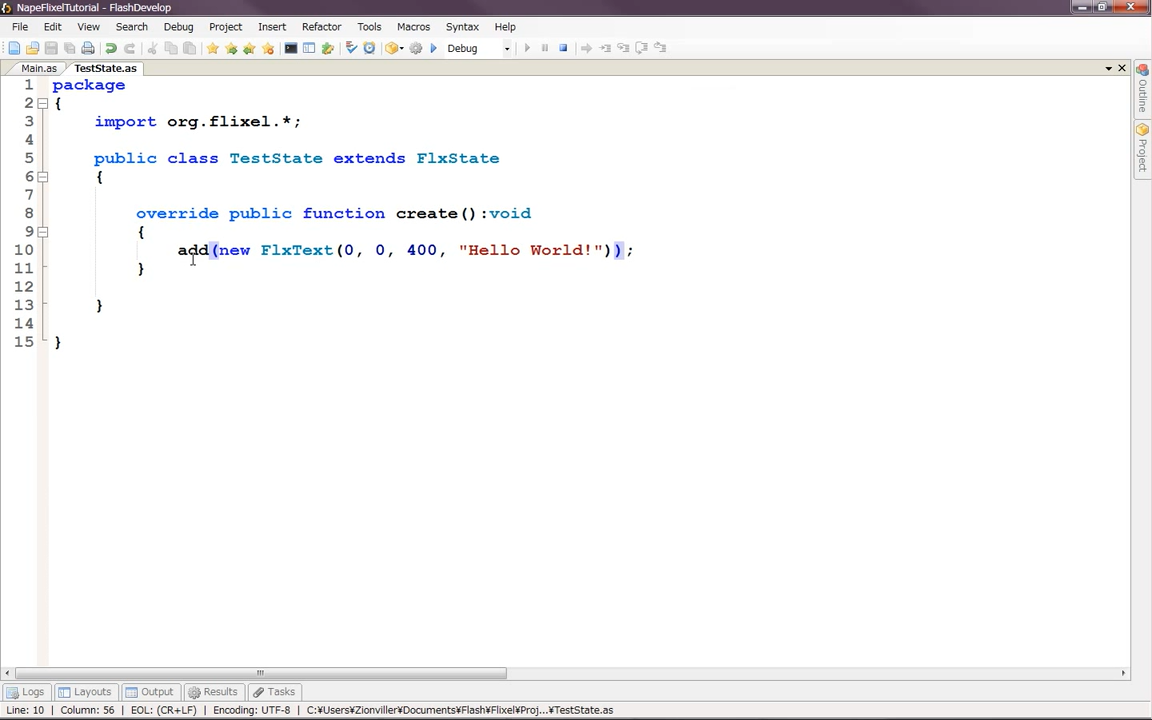 NapeFlixelTutorial - FlashDevelop
File Edit View Search Debug Project Insert Refactor Tools Macros Syntax Help
Debug
Main.as TestState.as
1 package
2 {
3 import org.flixel.*;
4
5 public class TestState extends FlxState
6 {
7
8 override public function create():void
9 {
10 add(new FlxText(0, 0, 400, "Hello World!"));
11 }
12
13 }
14
15 }
Outline
Project
Logs Layouts Output Results Tasks
Line: 10 Column: 56 EOL: (CR+LF) Encoding: UTF-8 C:¥Users¥Zionviller¥Documents¥Flash¥Flixel¥Proj...¥TestState.as